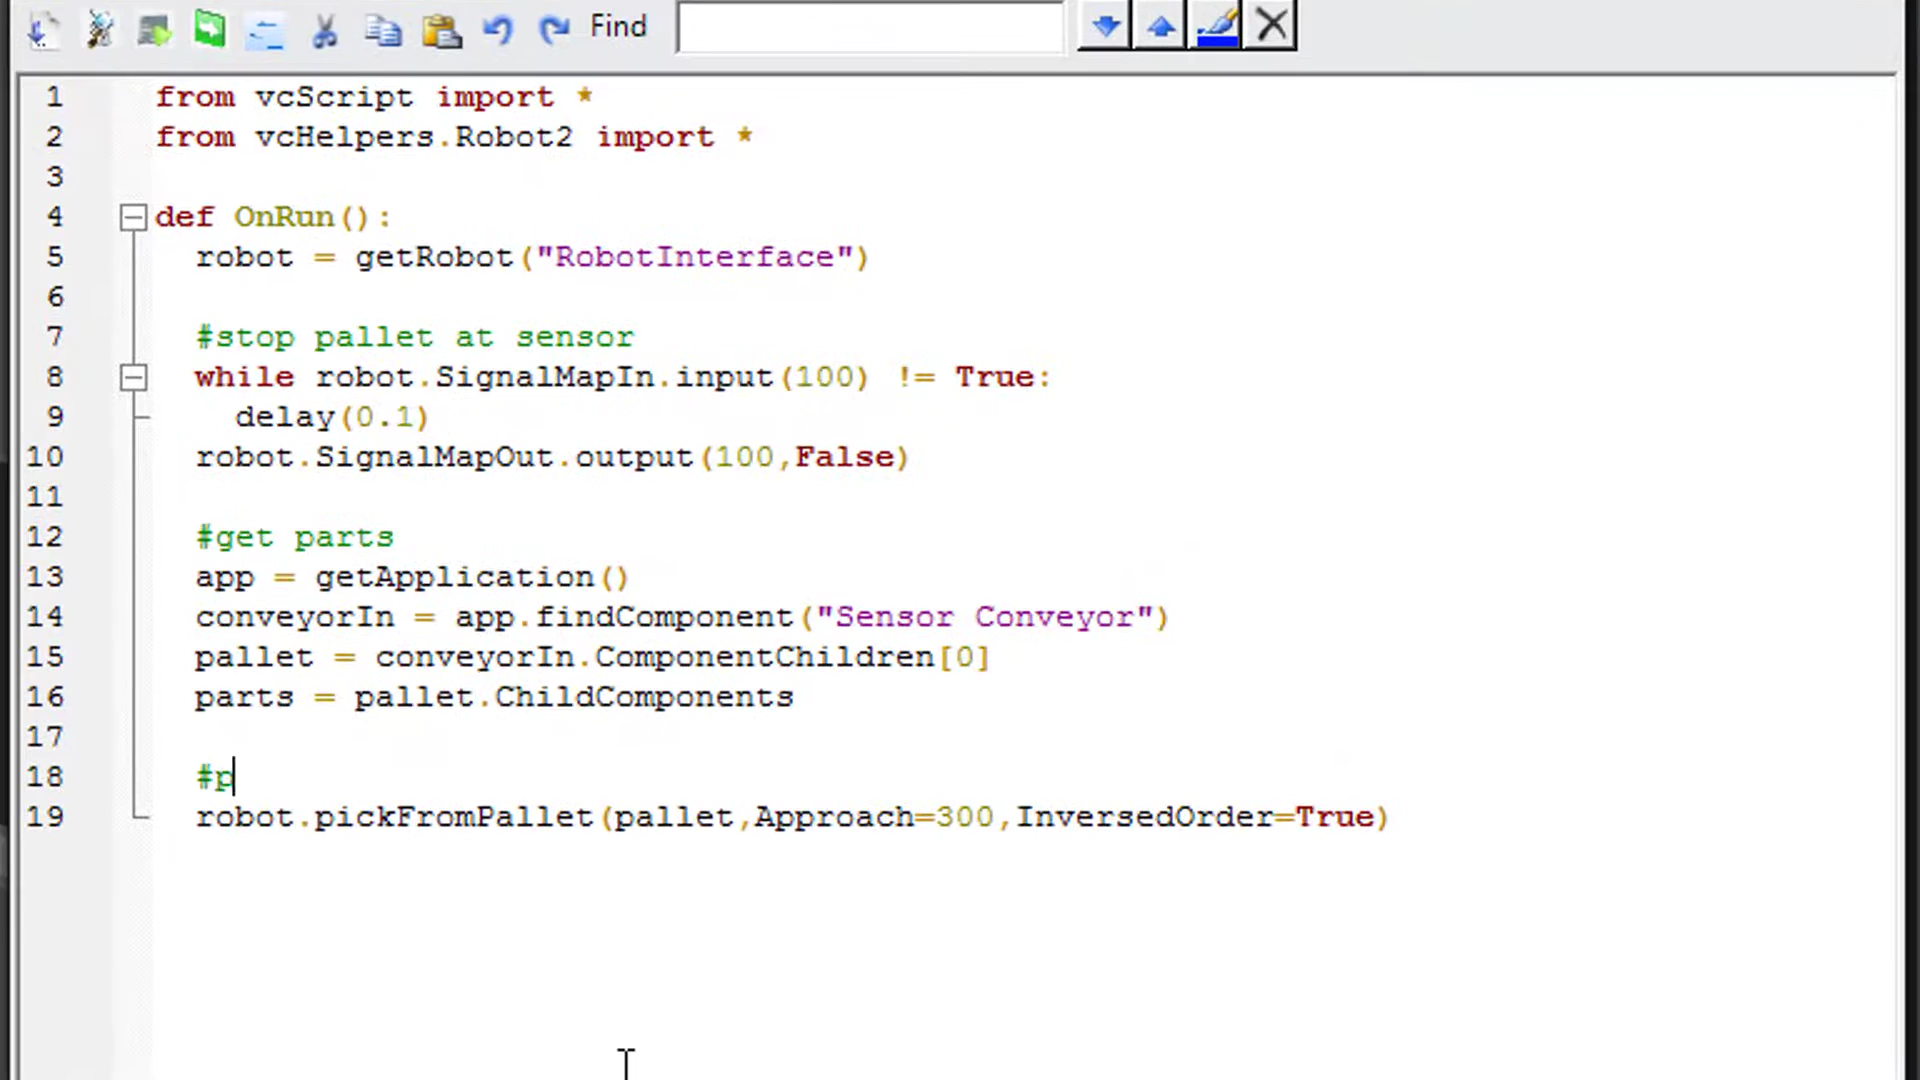 Find
1 from vcScript import *
2 from vcHelpers.Robot2 import *
3
4 def OnRun():
5 robot = getRobot("RobotInterface")
6
7 #stop pallet at sensor
8 while robot.SignalMapIn.input(100) != True:
9 delay(0.1)
10 robot.SignalMapOut.output(100,False)
11
12 #get parts
13 app = getApplication()
14 conveyorIn = app.findComponent("Sensor Conveyor")
15 pallet = conveyorIn.ComponentChildren[0]
16 parts = pallet.ChildComponents
17
18 #p
19 robot.pickFromPallet(pallet,Approach=300,InversedOrder=True)